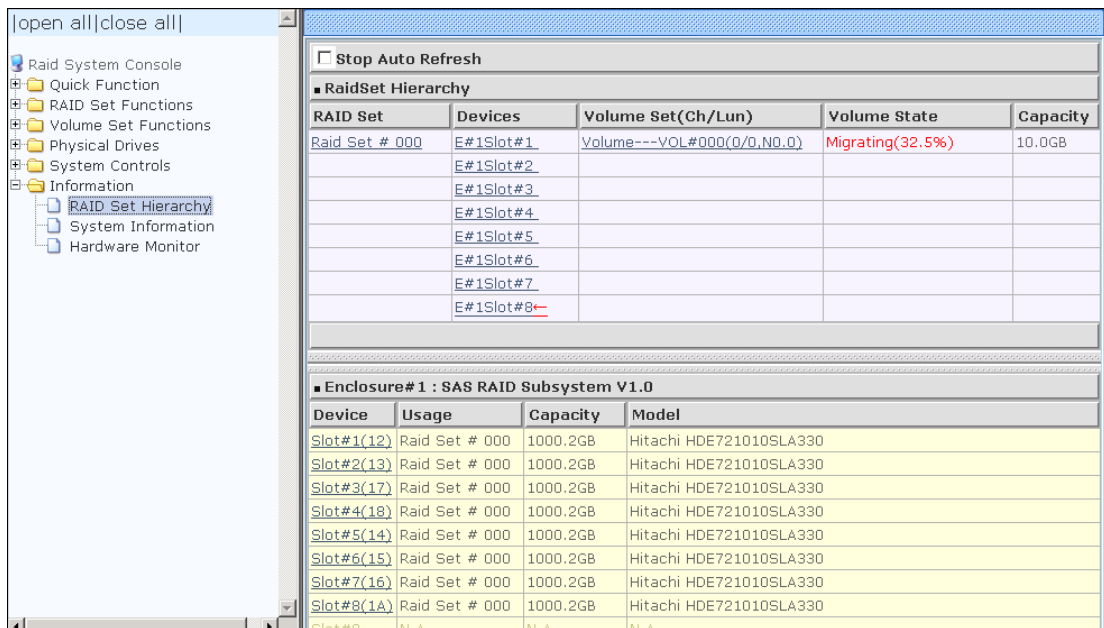 |open all|close all|
Raid System Console
Quick Function
RAID Set Functions
Volume Set Functions
Physical Drives
System Controls
Information
RAID Set Hierarchy
System Information
Hardware Monitor
Stop Auto Refresh
RaidSet Hierarchy
RAID Set Devices Volume Set(Ch/Lun) Volume State Capacity
Raid Set # 000 E#1Slot#1 Volume---VOL#000(0/0,N0.0) Migrating(32.5%) 10.0GB
E#1Slot#2
E#1Slot#3
E#1Slot#4
E#1Slot#5
E#1Slot#6
E#1Slot#7
E#1Slot#8←
Enclosure#1 : SAS RAID Subsystem V1.0
Device Usage Capacity Model
Slot#1(12) Raid Set # 000 1000.2GB Hitachi HDE721010SLA330
Slot#2(13) Raid Set # 000 1000.2GB Hitachi HDE721010SLA330
Slot#3(17) Raid Set # 000 1000.2GB Hitachi HDE721010SLA330
Slot#4(18) Raid Set # 000 1000.2GB Hitachi HDE721010SLA330
Slot#5(14) Raid Set # 000 1000.2GB Hitachi HDE721010SLA330
Slot#6(15) Raid Set # 000 1000.2GB Hitachi HDE721010SLA330
Slot#7(16) Raid Set # 000 1000.2GB Hitachi HDE721010SLA330
Slot#8(1A) Raid Set # 000 1000.2GB Hitachi HDE721010SLA330